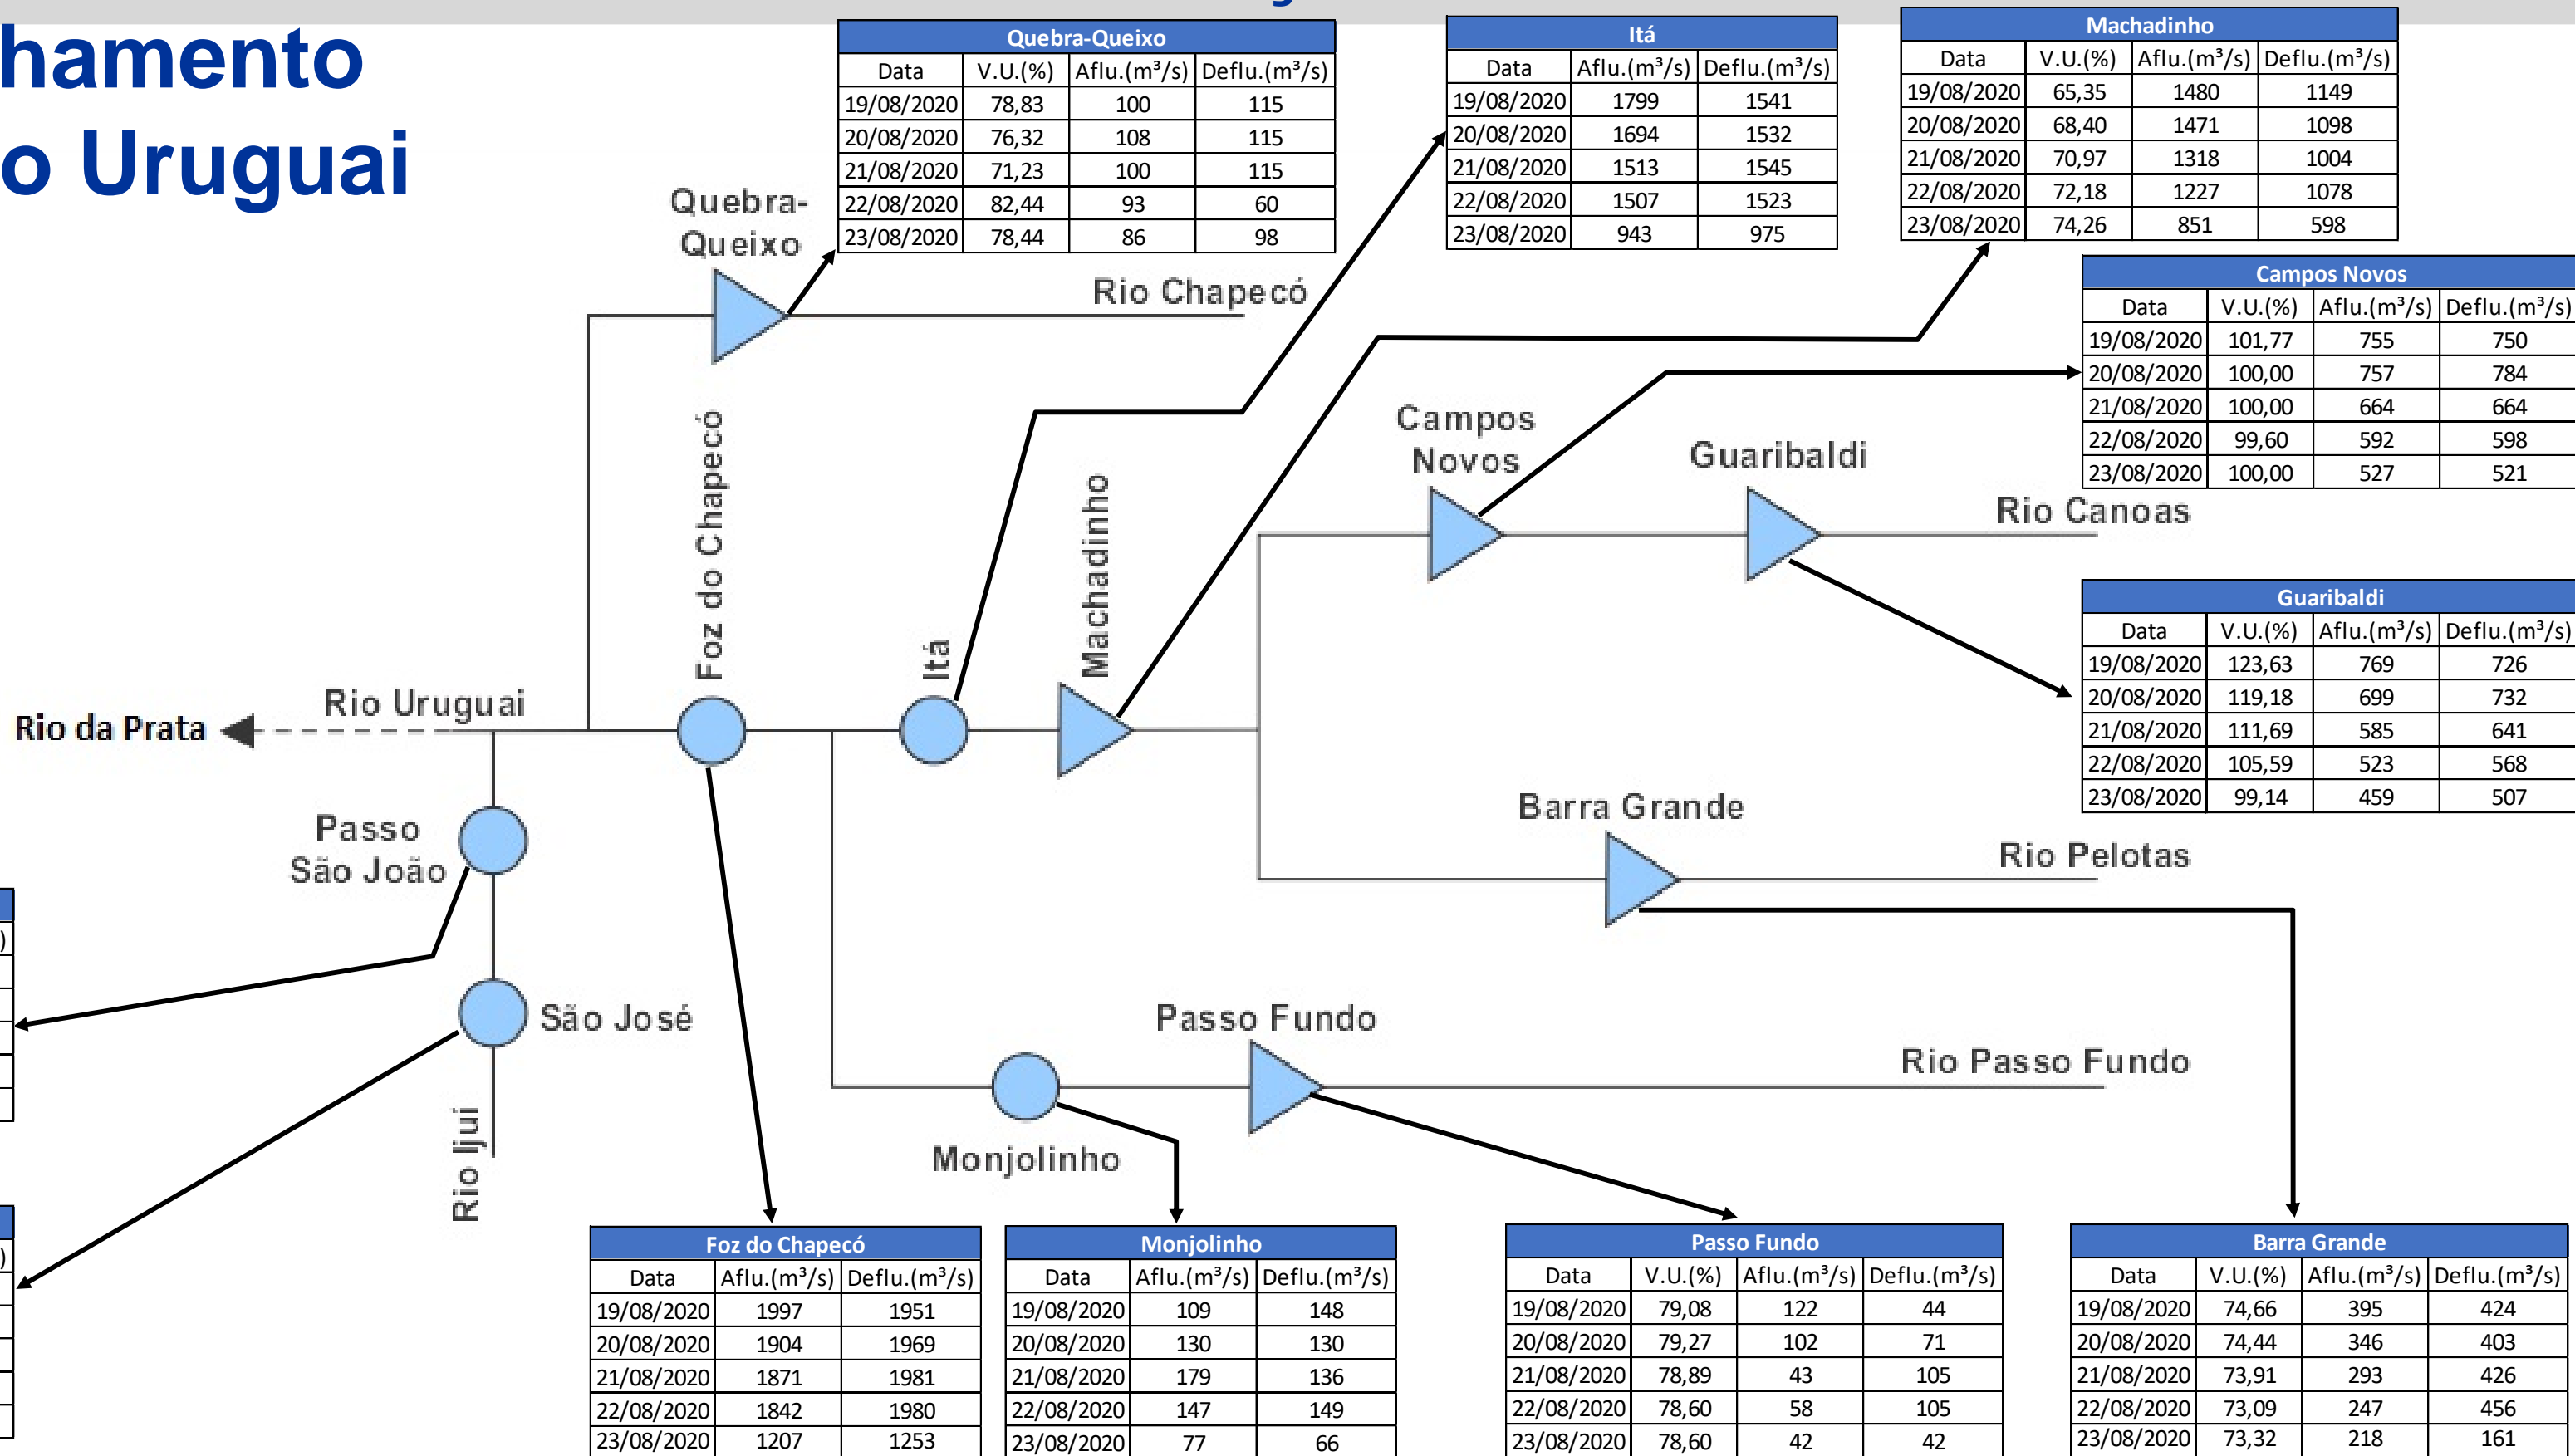 hamento
o Uruguai
Quebra-Queixo
Data V.U.(%) Aflu.(m³/s) Deflu.(m³/s)
19/08/2020 78,83 100 115
20/08/2020 76,32 108 115
21/08/2020 71,23 100 115
22/08/2020 82,44 93 60
23/08/2020 78,44 86 98
Itá
Data Aflu.(m³/s) Deflu.(m³/s)
19/08/2020 1799 1541
20/08/2020 1694 1532
21/08/2020 1513 1545
22/08/2020 1507 1523
23/08/2020 943 975
Machadinho
Data V.U.(%) Aflu.(m³/s) Deflu.(m³/s)
19/08/2020 65,35 1480 1149
20/08/2020 68,40 1471 1098
21/08/2020 70,97 1318 1004
22/08/2020 72,18 1227 1078
23/08/2020 74,26 851 598
Campos Novos
Data V.U.(%) Aflu.(m³/s) Deflu.(m³/s)
19/08/2020 101,77 755 750
20/08/2020 100,00 757 784
21/08/2020 100,00 664 664
22/08/2020 99,60 592 598
23/08/2020 100,00 527 521
Quebra-
Queixo
Rio Chapecó
Foz do Chapecó
Itá
Machadinho
Campos
Novos
Guaribaldi
Rio Canoas
Guaribaldi
Data V.U.(%) Aflu.(m³/s) Deflu.(m³/s)
19/08/2020 123,63 769 726
20/08/2020 119,18 699 732
21/08/2020 111,69 585 641
22/08/2020 105,59 523 568
23/08/2020 99,14 459 507
Rio da Prata
Rio Uruguai
Passo
São João
Barra Grande
Rio Pelotas
São José
Rio Ijui
Passo Fundo
Rio Passo Fundo
Monjolinho
)
)
Foz do Chapecó
Data Aflu.(m³/s) Deflu.(m³/s)
19/08/2020 1997 1951
20/08/2020 1904 1969
21/08/2020 1871 1981
22/08/2020 1842 1980
23/08/2020 1207 1253
Monjolinho
Data Aflu.(m³/s) Deflu.(m³/s)
19/08/2020 109 148
20/08/2020 130 130
21/08/2020 179 136
22/08/2020 147 149
23/08/2020 77 66
Passo Fundo
Data V.U.(%) Aflu.(m³/s) Deflu.(m³/s)
19/08/2020 79,08 122 44
20/08/2020 79,27 102 71
21/08/2020 78,89 43 105
22/08/2020 78,60 58 105
23/08/2020 78,60 42 42
Barra Grande
Data V.U.(%) Aflu.(m³/s) Deflu.(m³/s)
19/08/2020 74,66 395 424
20/08/2020 74,44 346 403
21/08/2020 73,91 293 426
22/08/2020 73,09 247 456
23/08/2020 73,32 218 161